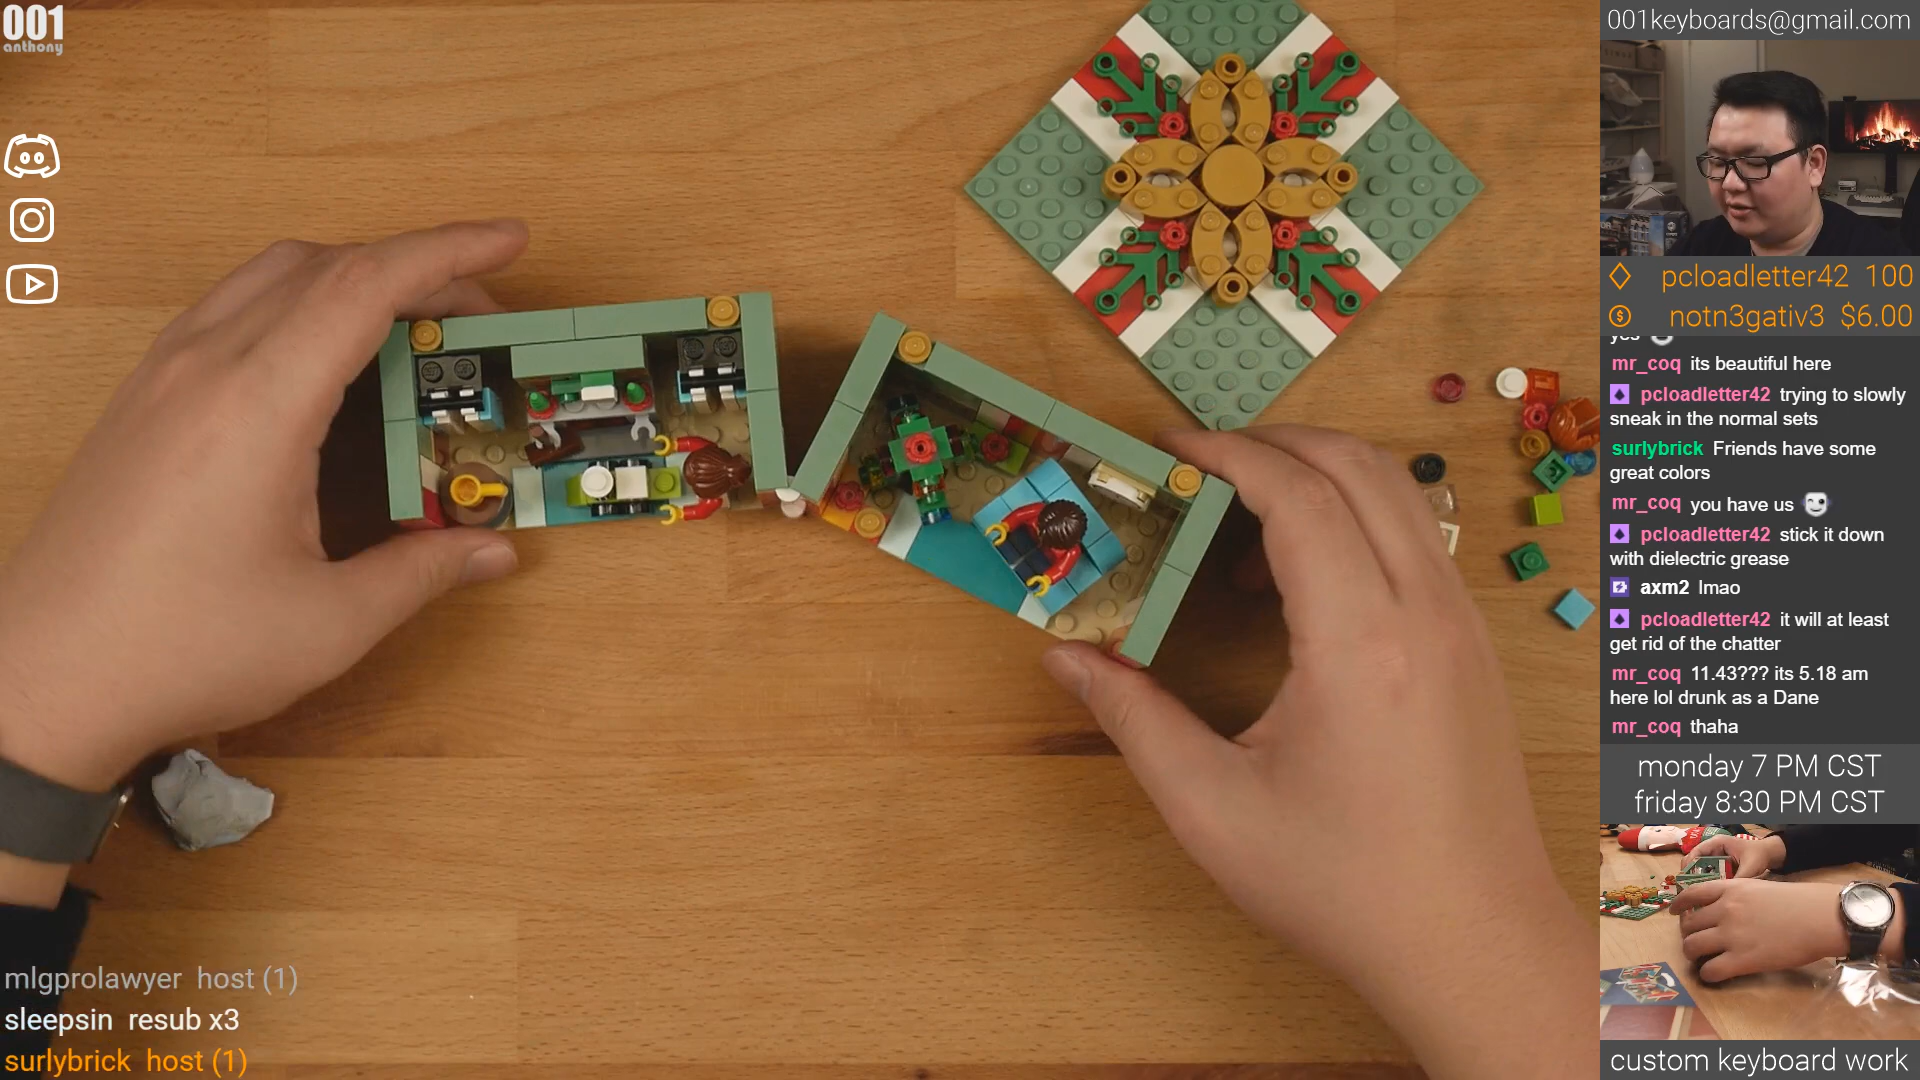 001
anthony
001keyboards@gmail.com
pcloadletter42 100
notn3gativ3 $6.00
yes
mr_coq its beautiful here
pcloadletter42 trying to slowly
sneak in the normal sets
surlybrick Friends have some
great colors
mr_coq you have us
pcloadletter42 stick it down
with dielectric grease
axm2 lmao
pcloadletter42 it will at least
get rid of the chatter
mr_coq 11.43??? its 5.18 am
here lol drunk as a Dane
mr_coq thaha
monday 7 PM CST
friday 8:30 PM CST
custom keyboard work
mlgprolawyer host (1)
sleepsin resub x3
surlybrick host (1)